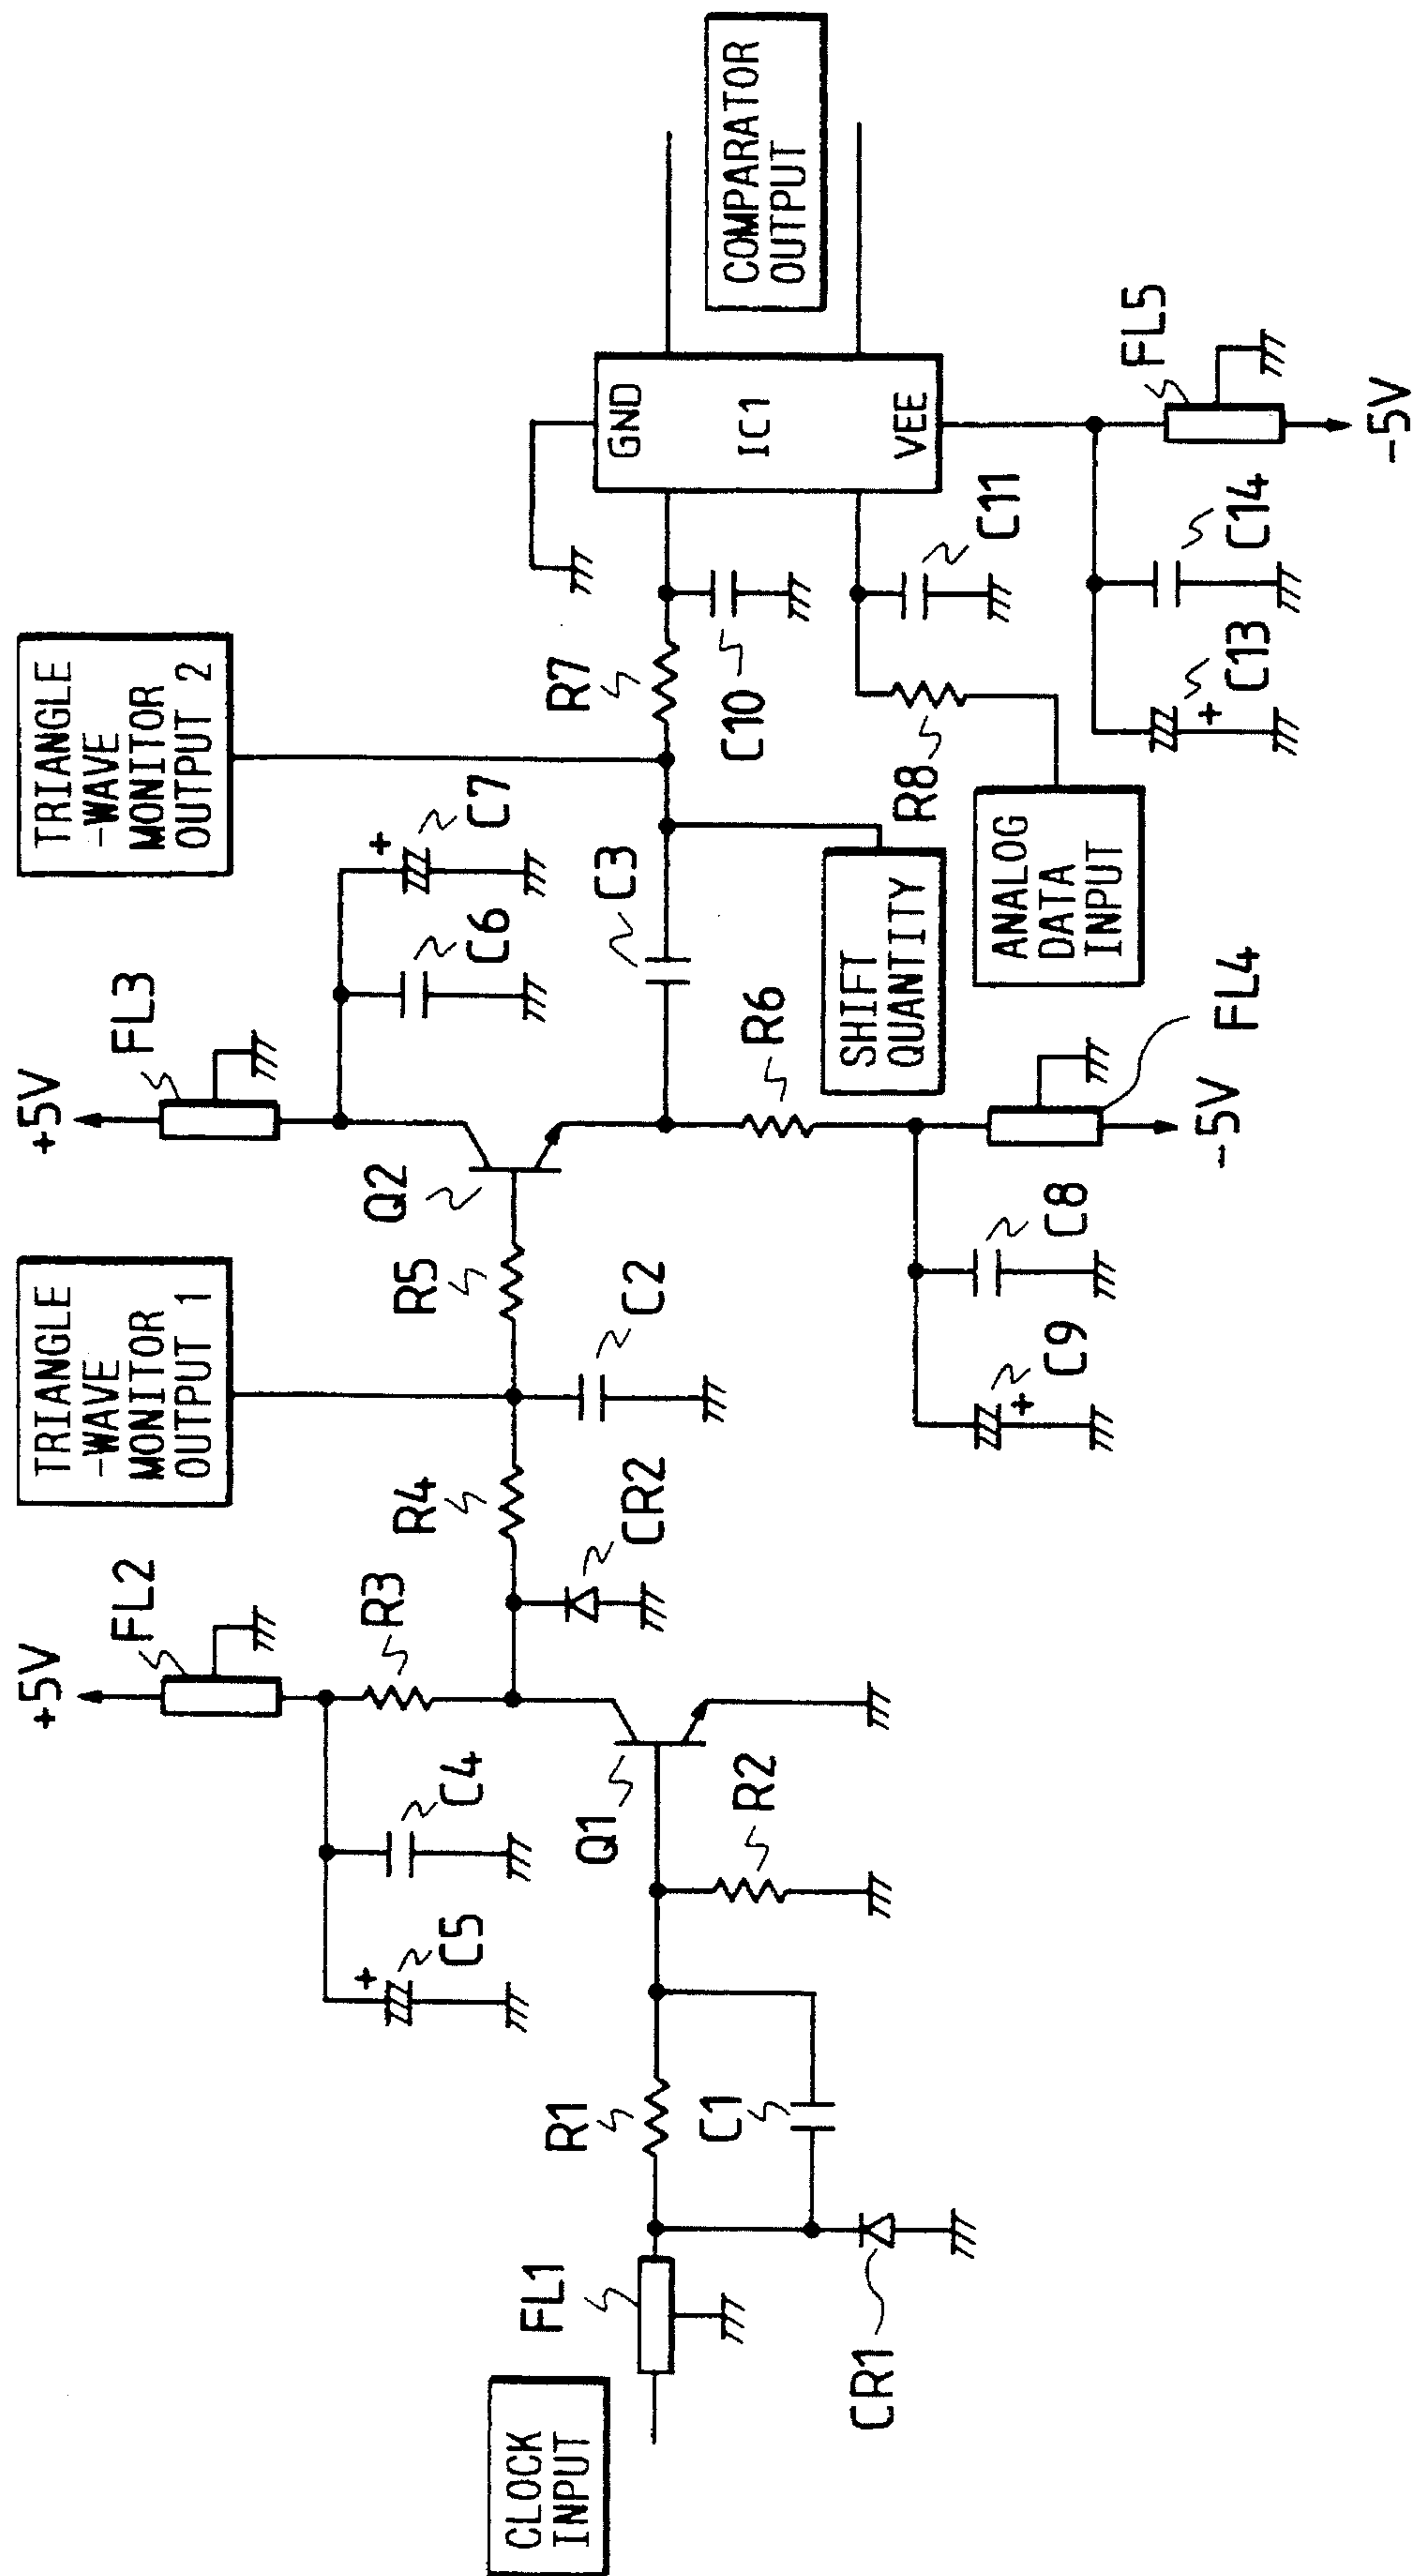 TRIANGLE
-WAVE
MONITOR
OUTPUT 1
TRIANGLE
-WAVE
MONITOR
OUTPUT 2
+5V
FL2
+5V
FL3
C5
C4
R3
R4
R5
Q2
C6
C7
CR2
C2
CLOCK
INPUT
FL1
R1
C1
CR1
Q1
R2
C3
R7
C10
GND
IC1
VEE
COMPARATOR
OUTPUT
R6
SHIFT
QUANTITY
R8
C11
ANALOG
DATA
INPUT
C9
C8
FL4
-5V
C13
C14
FL5
-5V